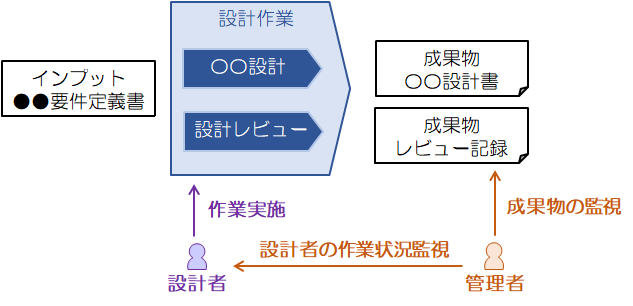 設計作業
インプット
●●要件定義書
〇〇設計
設計レビュー
成果物
〇〇設計書
成果物
レビュー記録
作業実施
成果物の監視
設計者の作業状況監視
設計者
管理者